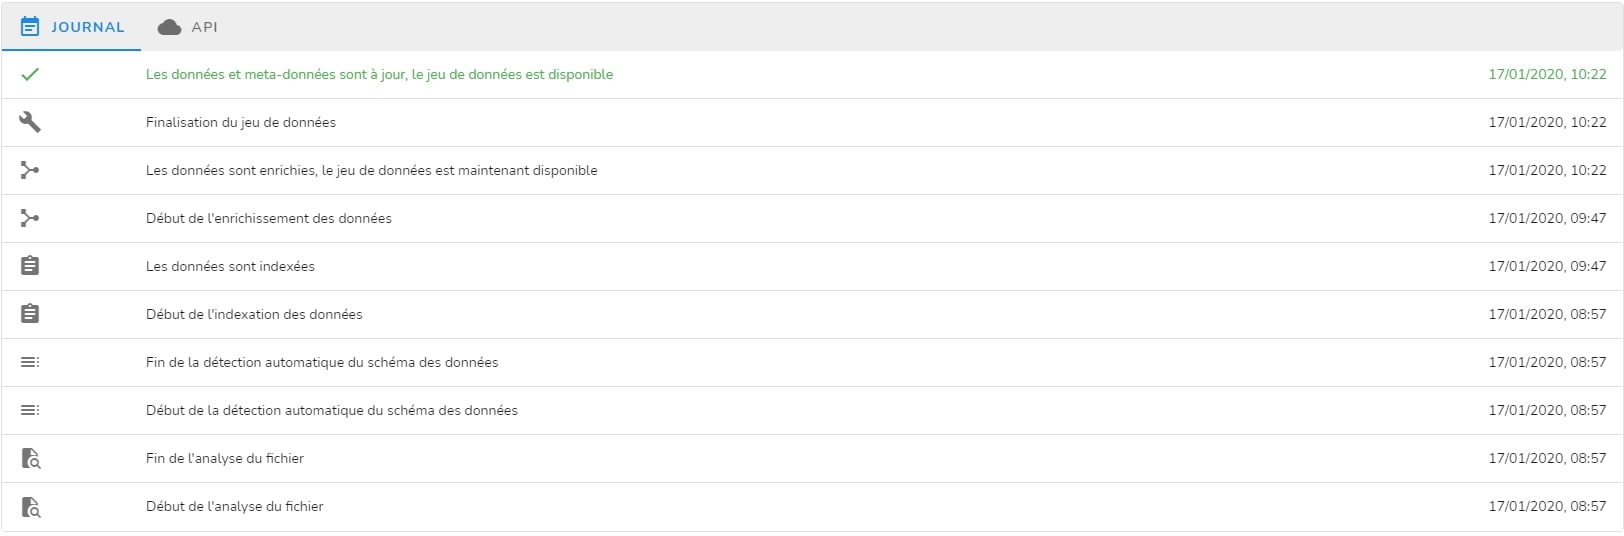 JOURNAL API
Les données et meta-données sont à jour, le jeu de données est disponible 17/01/2020, 10:22
Finalisation du jeu de données 17/01/2020, 10:22
Les données sont enrichies, le jeu de données est maintenant disponible 17/01/2020, 10:22
Début de l'enrichissement des données 17/01/2020, 09:47
Les données sont indexées 17/01/2020, 09:47
Début de l'indexation des données 17/01/2020, 08:57
Fin de la détection automatique du schéma des données 17/01/2020, 08:57
Début de la détection automatique du schéma des données 17/01/2020, 08:57
Fin de l'analyse du fichier 17/01/2020, 08:57
Début de l'analyse du fichier 17/01/2020, 08:57